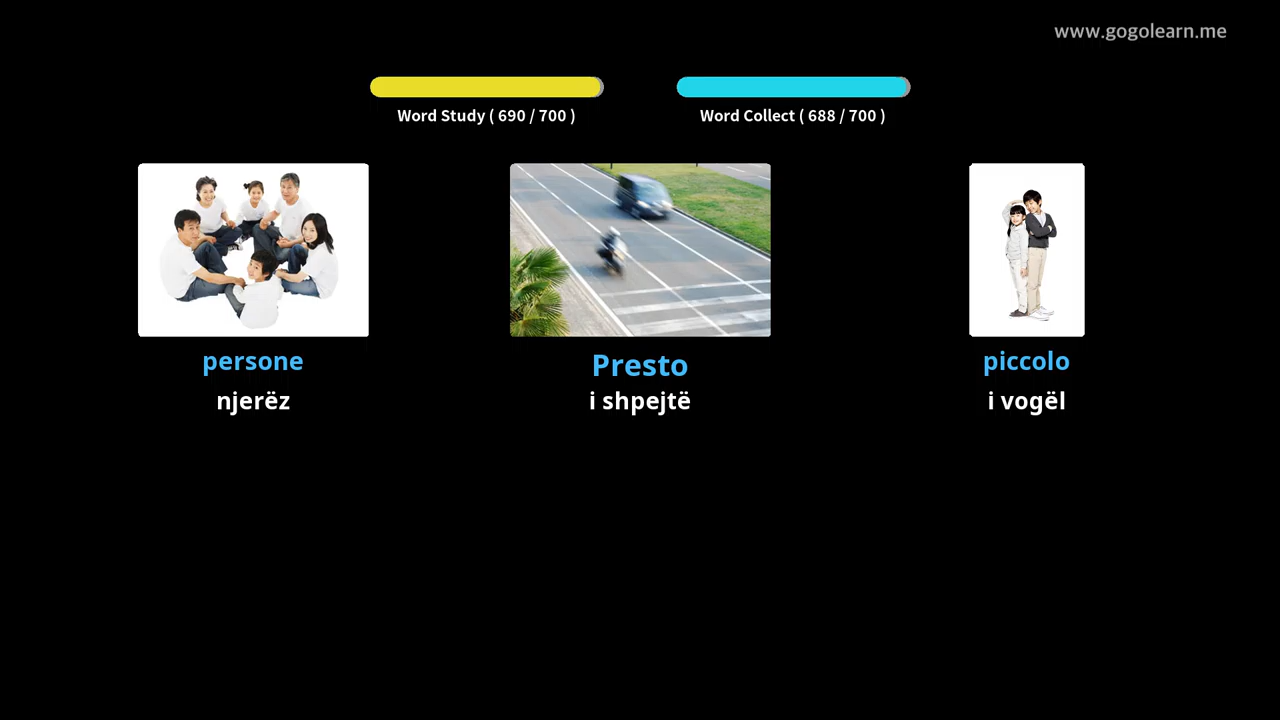 www.gogolearn.me
Word Study ( 690 / 700 )
Word Collect ( 688 / 700 )
persone
njerëz
Presto
i shpejtë
piccolo
i vogël